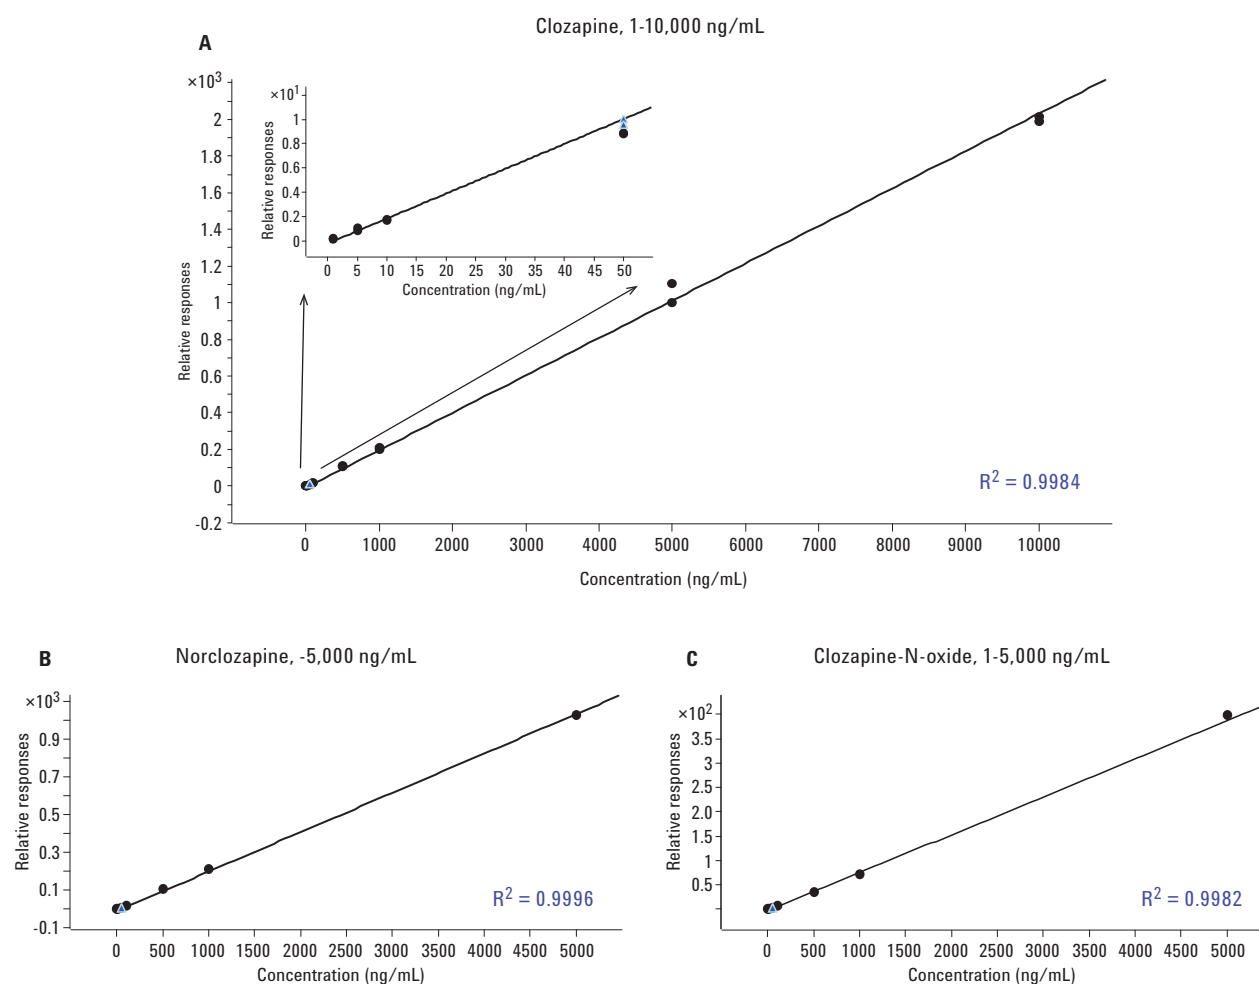 Clozapine, 1-10,000 ng/mL
A
×10³
2
1.8
1.6
1.4
1.2
1
0.8
0.6
0.4
0.2
0
-0.2
Relative responses
×10¹
1
0.8
0.6
0.4
0.2
0
Relative responses
0 5 10 15 20 25 30 35 40 45 50
Concentration (ng/mL)
R² = 0.9984
0 1000 2000 3000 4000 5000 6000 7000 8000 9000 10000
Concentration (ng/mL)
B
Norclozapine, -5,000 ng/mL
×10³
0.9
0.7
0.5
0.3
0.1
-0.1
Relative responses
R² = 0.9996
0 500 1000 1500 2000 2500 3000 3500 4000 4500 5000
Concentration (ng/mL)
C
Clozapine-N-oxide, 1-5,000 ng/mL
×10²
3.5
3
2.5
2.0
1.5
1
0.5
Relative responses
R² = 0.9982
0 500 1000 1500 2000 2500 3000 3500 4000 4500 5000
Concentration (ng/mL)